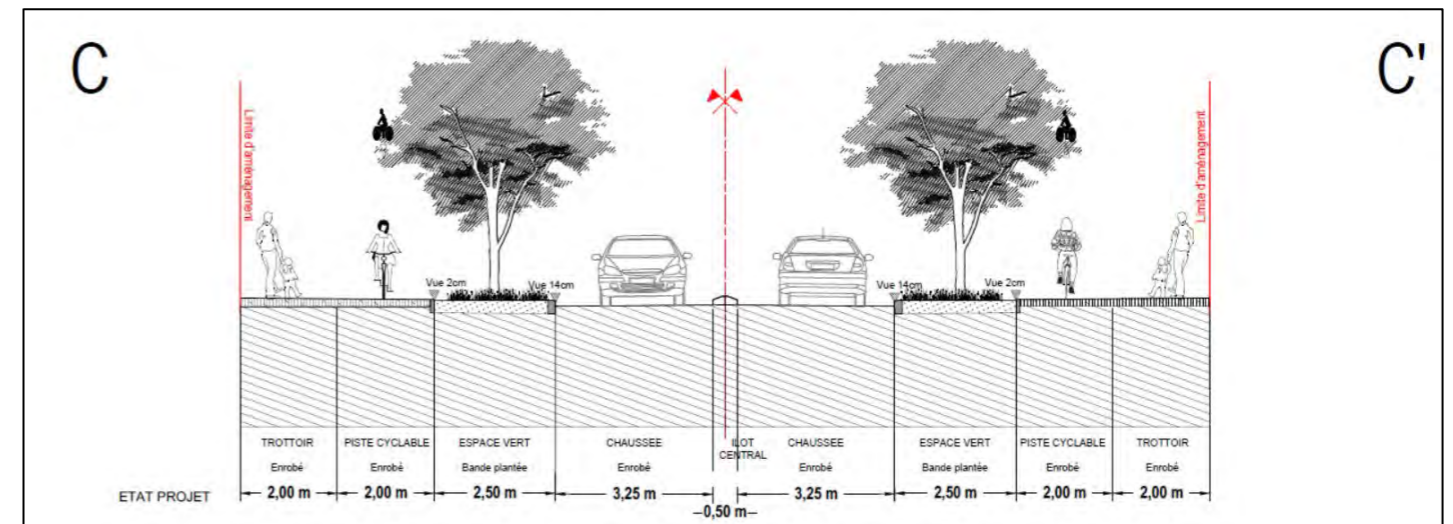 C
C'
Limite d'aménagement
Limite d'aménagement
Vue 2cm
Vue 14cm
Vue 14cm
Vue 2cm
TROTTOIR
PISTE CYCLABLE
ESPACE VERT
CHAUSSEE
ILOT
CENTRAL
CHAUSSEE
ESPACE VERT
PISTE CYCLABLE
TROTTOIR
Enrobé
Enrobé
Bande plantée
Enrobé
Enrobé
Bande plantée
Enrobé
Enrobé
ETAT PROJET
2,00 m
2,00 m
2,50 m
3,25 m
0,50 m
3,25 m
2,50 m
2,00 m
2,00 m